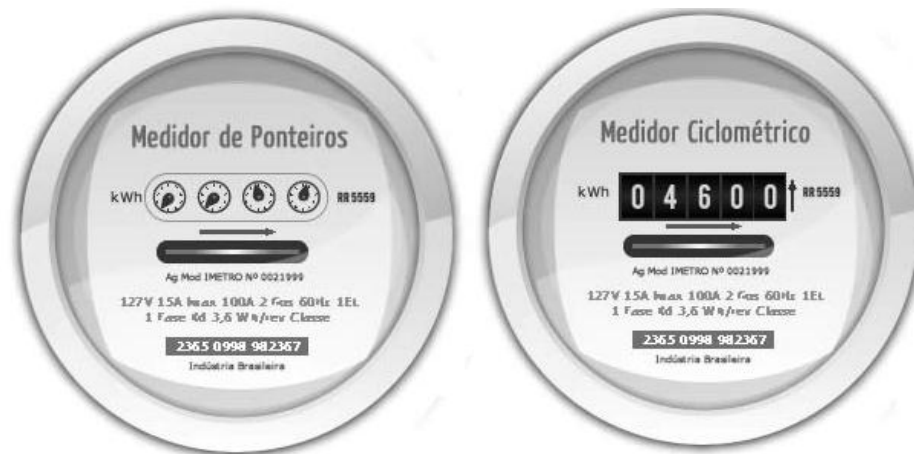 Medidor de Ponteiros
kWh
RR5559
Ag Mod IMETRO Nº 0021999
127V 15A Imax 100A 2 Fios 60Hz 1EL
1 Fase Kd 3,6 Wh/rev Classe
2365 0998 982367
Indústria Brasileira
Medidor Ciclométrico
kWh
0 4 6 0 0
RR5559
Ag Mod IMETRO Nº 0021999
127V 15A Imax 100A 2 Fios 60Hz 1EL
1 Fase Kd 3,6 Wh/rev Classe
2365 0998 982367
Indústria Brasileira